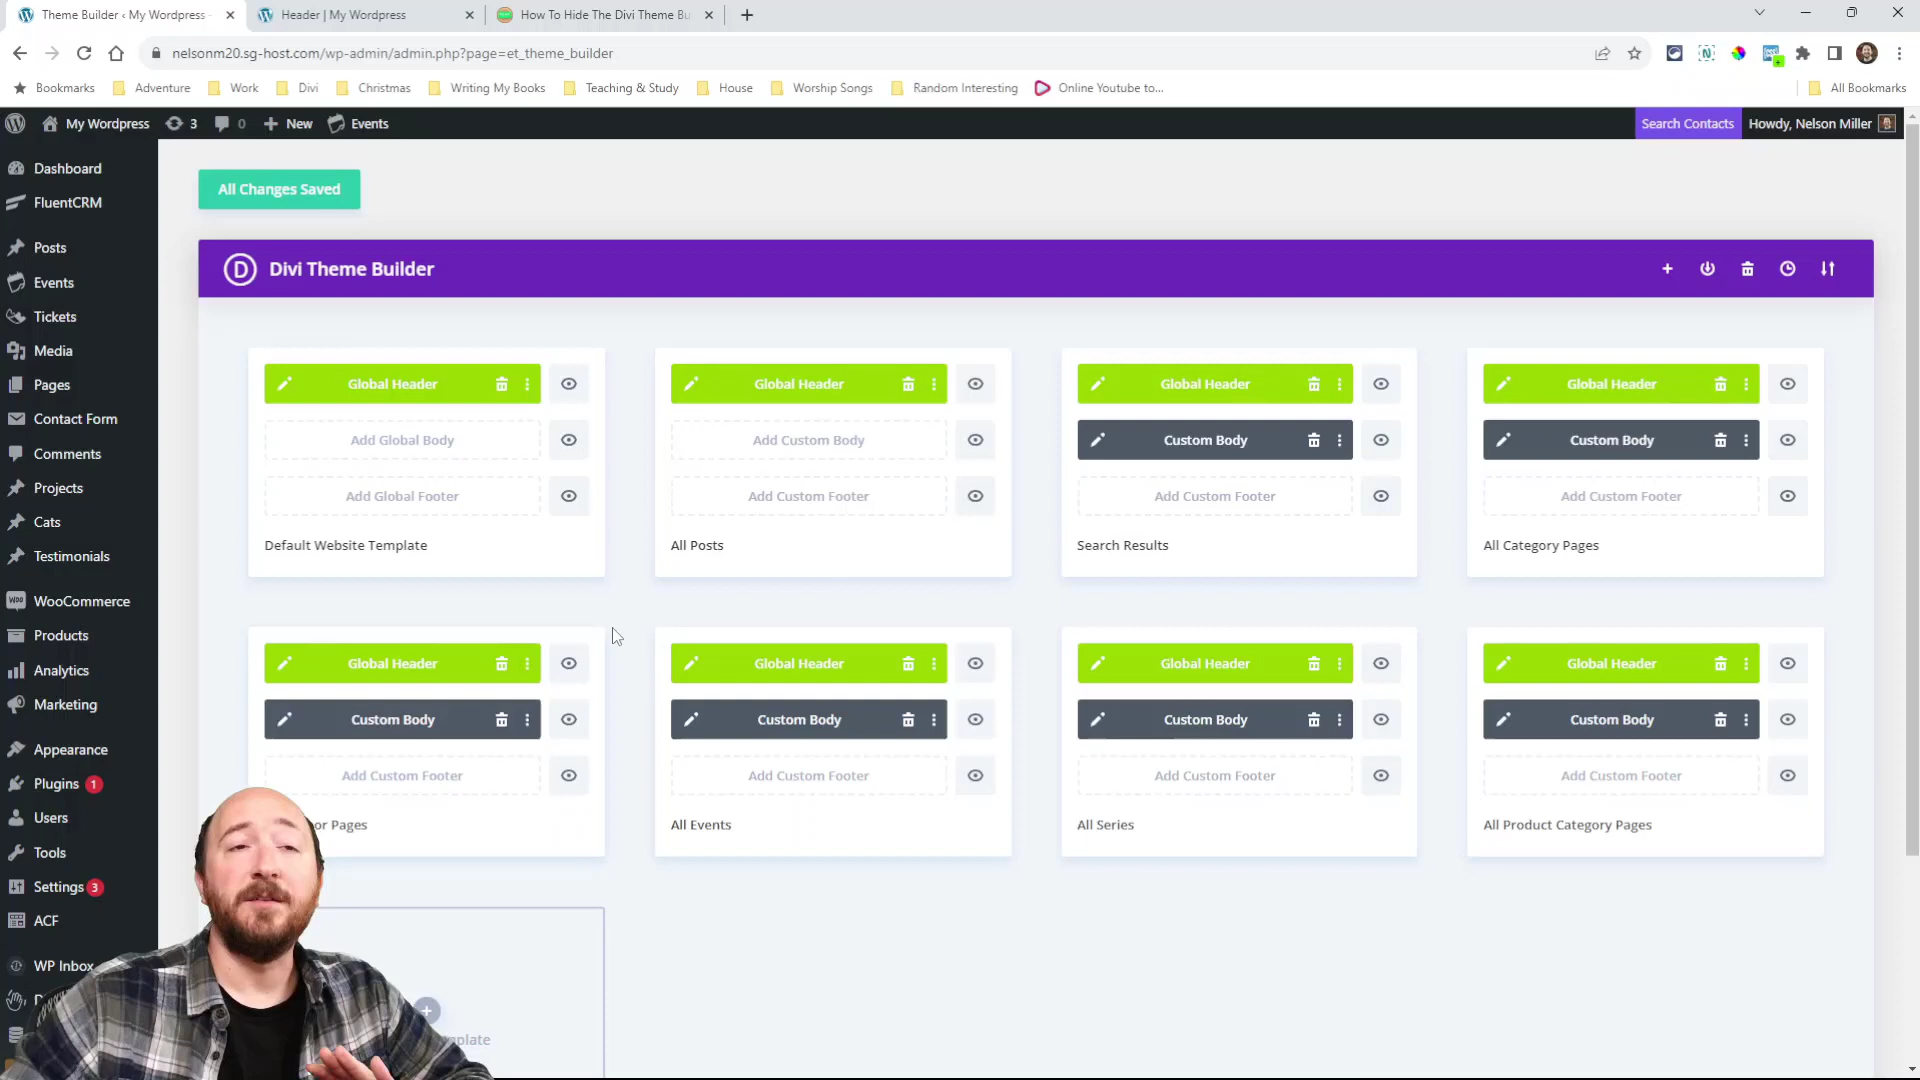 Theme Builder ‹ My Wordpress -
Header | My Wordpress
How To Hide The Divi Theme Bu
nelsonm20.sg-host.com/wp-admin/admin.php?page=et_theme_builder
Bookmarks
Adventure
Work
Divi
Christmas
Writing My Books
Teaching & Study
House
Worship Songs
Random Interesting
Online Youtube to...
All Bookmarks
My Wordpress
3
0
New
Events
Search Contacts
Howdy, Nelson Miller
Dashboard
FluentCRM
Posts
Events
Tickets
Media
Pages
Contact Form
Comments
Projects
Cats
Testimonials
WooCommerce
Products
Analytics
Marketing
Appearance
Plugins 1
Users
Tools
Settings 3
ACF
WP Inbox
All Changes Saved
D Divi Theme Builder
Global Header
Add Global Body
Add Global Footer
Default Website Template
Global Header
Add Custom Body
Add Custom Footer
All Posts
Global Header
Custom Body
Add Custom Footer
Search Results
Global Header
Custom Body
Add Custom Footer
All Category Pages
Global Header
Custom Body
Add Custom Footer
or Pages
Global Header
Custom Body
Add Custom Footer
All Events
Global Header
Custom Body
Add Custom Footer
All Series
Global Header
Custom Body
Add Custom Footer
All Product Category Pages